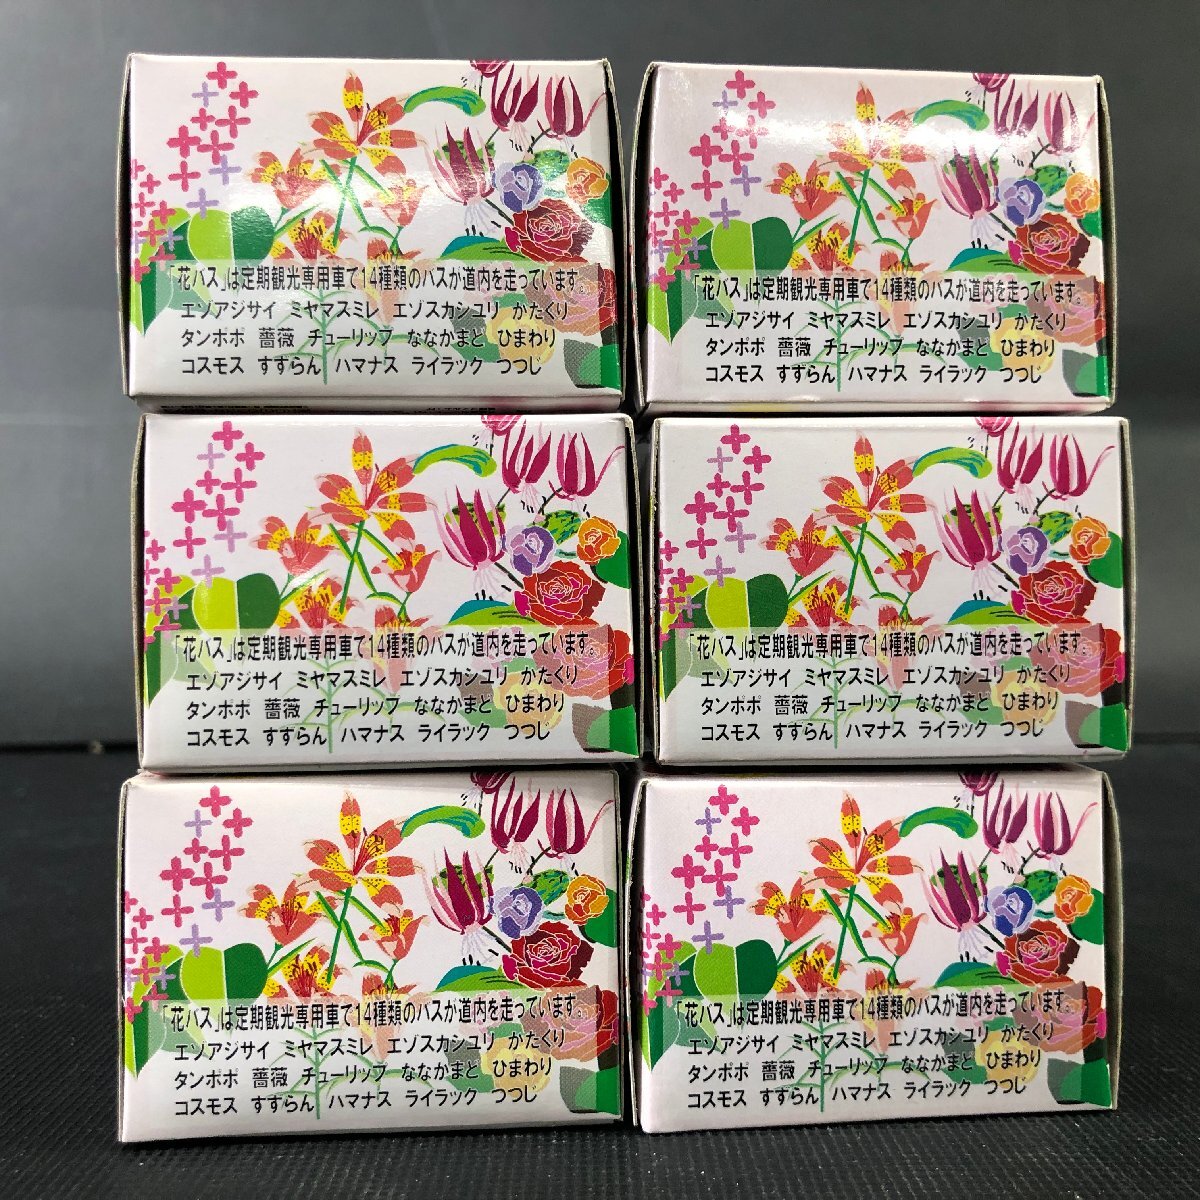 「花バス」は定期観光専用車で14種類のバスが道内を走っています。
エゾアジサイ ミヤマスミレ エゾスカシユリ かたくり
タンポポ 薔薇 チューリップ ななかまど ひまわり
コスモス すずらん ハマナス ライラック つつじ
「花バス」は定期観光専用車で14種類のバスが道内を走っています。
エゾアジサイ ミヤマスミレ エゾスカシユリ かたくり
タンポポ 薔薇 チューリップ ななかまど ひまわり
コスモス すずらん ハマナス ライラック つつじ
「花バス」は定期観光専用車で14種類のバスが道内を走っています。
エゾアジサイ ミヤマスミレ エゾスカシユリ かたくり
タンポポ 薔薇 チューリップ ななかまど ひまわり
コスモス すずらん ハマナス ライラック つつじ
「花バス」は定期観光専用車で14種類のバスが道内を走っています。
エゾアジサイ ミヤマスミレ エゾスカシユリ かたくり
タンポポ 薔薇 チューリップ ななかまど ひまわり
コスモス すずらん ハマナス ライラック つつじ
「花バス」は定期観光専用車で14種類のバスが道内を走っています。
エゾアジサイ ミヤマスミレ エゾスカシユリ かたくり
タンポポ 薔薇 チューリップ ななかまど ひまわり
コスモス すずらん ハマナス ライラック つつじ
「花バス」は定期観光専用車で14種類のバスが道内を走っています。
エゾアジサイ ミヤマスミレ エゾスカシユリ かたくり
タンポポ 薔薇 チューリップ ななかまど ひまわり
コスモス すずらん ハマナス ライラック つつじ